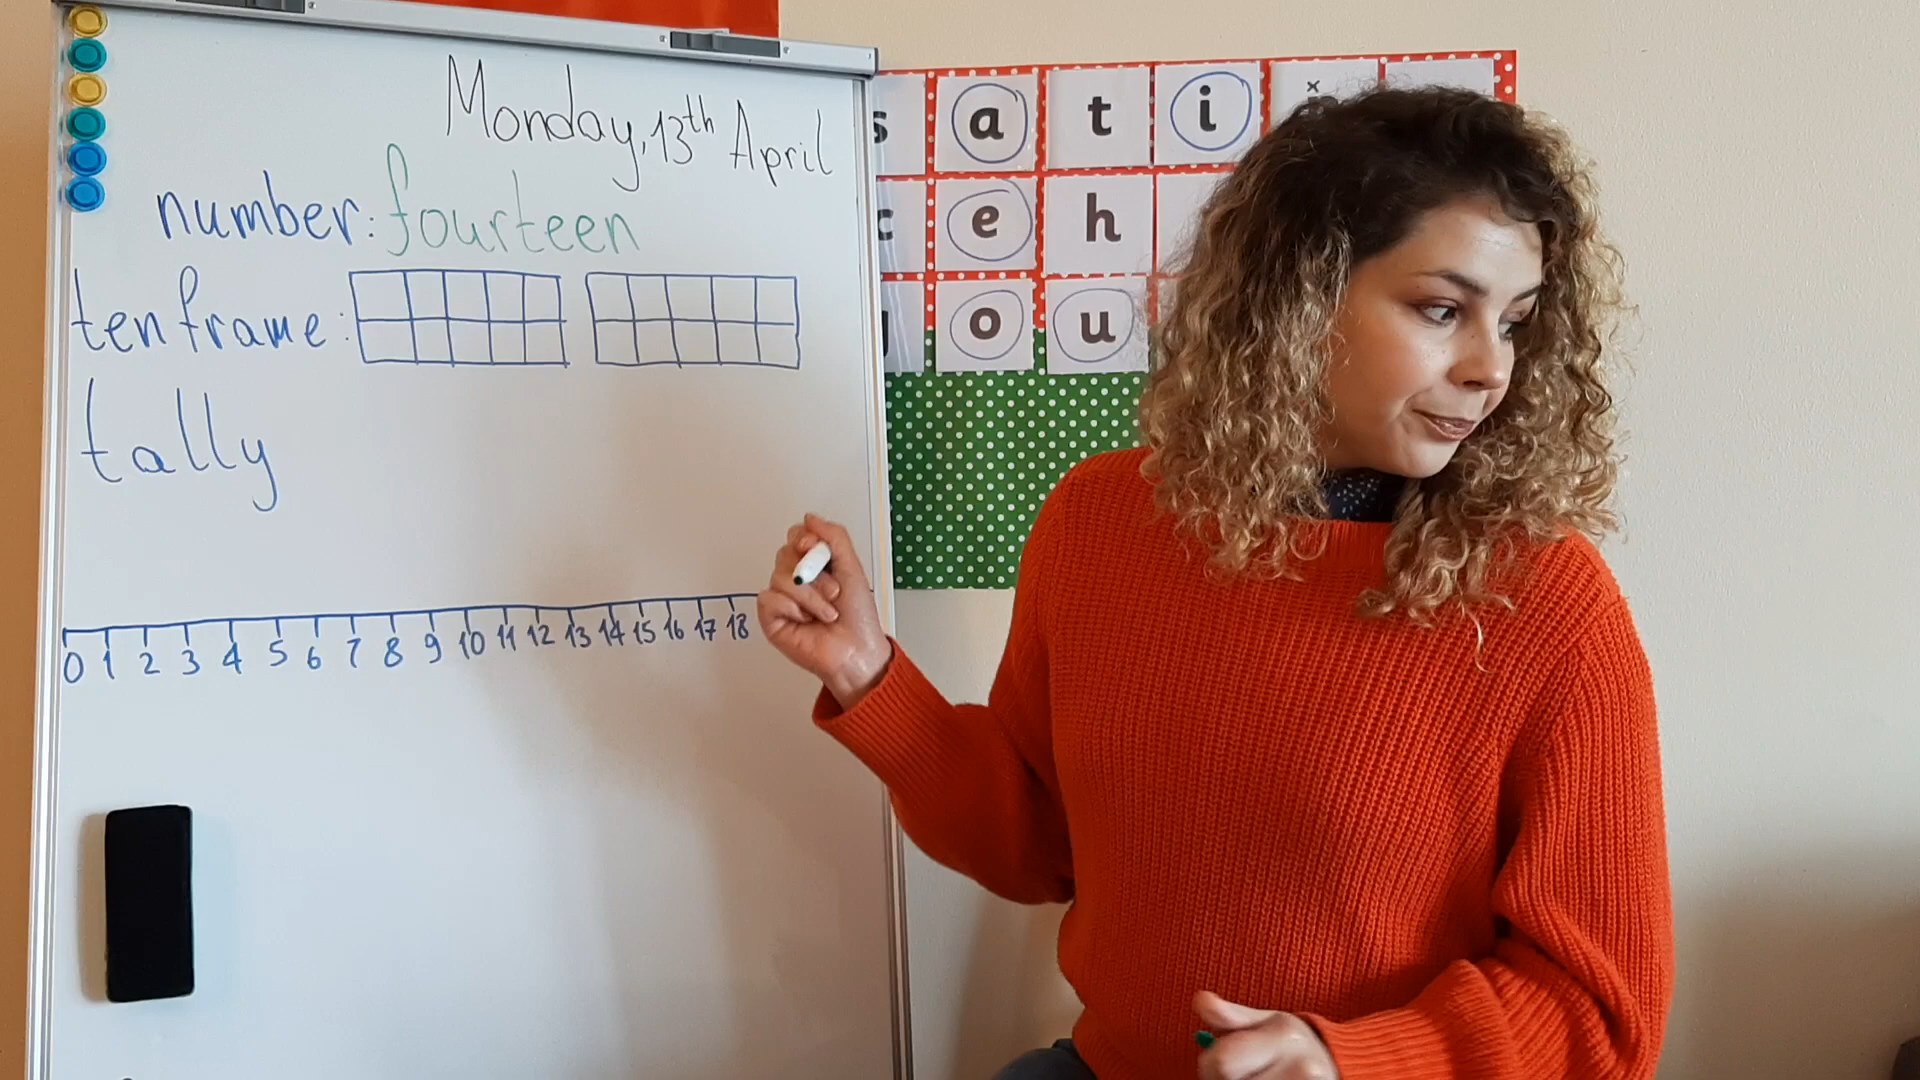 Monday, 13th April
number: fourteen
ten frame:
tally
0 1 2 3 4 5 6 7 8 9 10 11 12 13 14 15 16 17 18
s a t i
c e h
o u